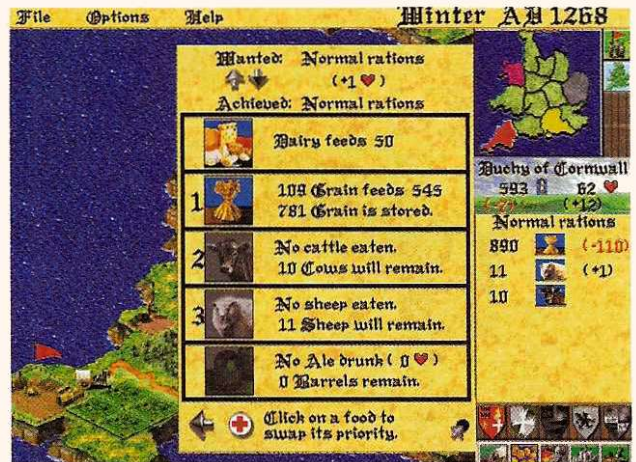 File Options Help Winter AD 1268
Wanted: Normal rations
(+1 )
Achieved: Normal rations
Dairy feeds 50
1 109 Grain feeds 545
781 Grain is stored.
2 No cattle eaten.
10 Cows will remain.
3 No sheep eaten.
11 Sheep will remain.
No Ale drunk ( 0 )
0 Barrels remain.
Click on a food to
swap its priority.
Duchy of Cornwall
593 62
(+12)
Normal rations
890 (-110)
11 (+1)
10